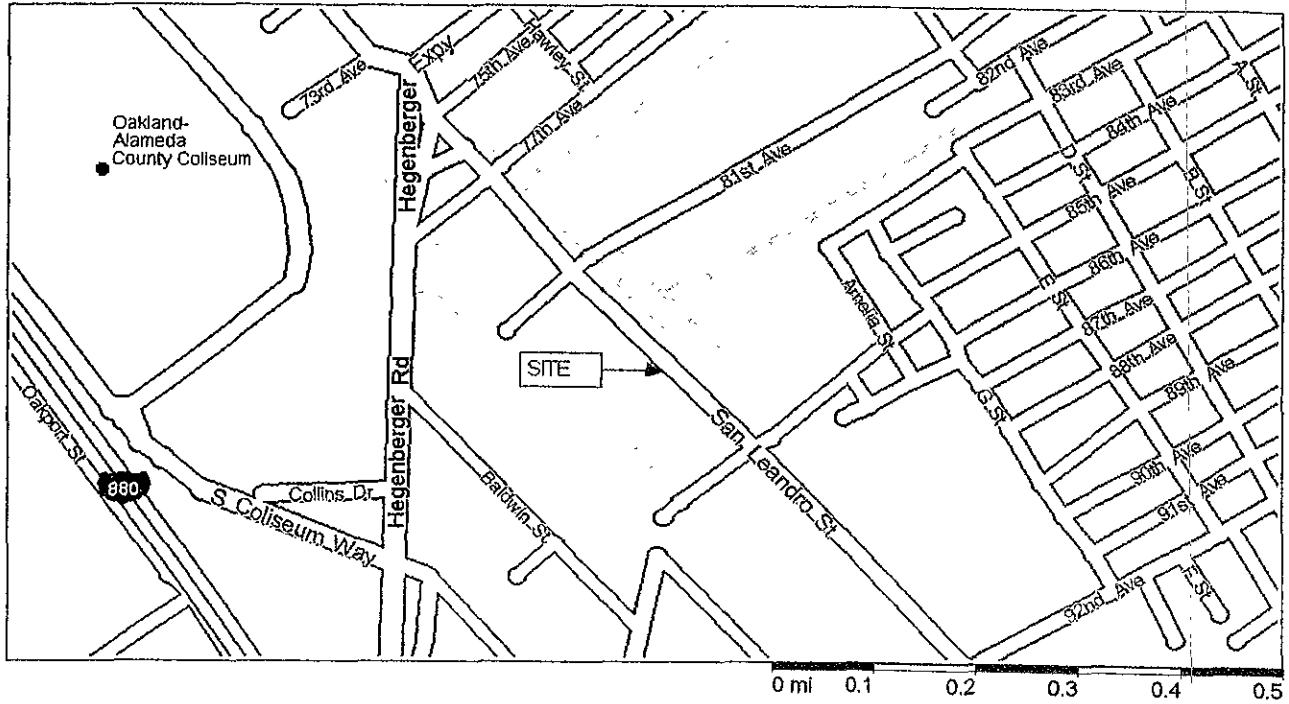 73rd Ave
Expy
75th Ave
Hawley St
77th Ave
Hegenberger
Oakland-
Alameda
County Coliseum
81st Ave
82nd Ave
83rd Ave
84th Ave
85th Ave
86th Ave
87th Ave
88th Ave
89th Ave
90th Ave
91st Ave
92nd Ave
A St
B St
D St
E St
Amelia St
G St
SITE
San Leandro St
Hegenberger Rd
Oakport St
880
S Coliseum Way
Collins Dr
Baldwin St
0 mi 0.1 0.2 0.3 0.4 0.5